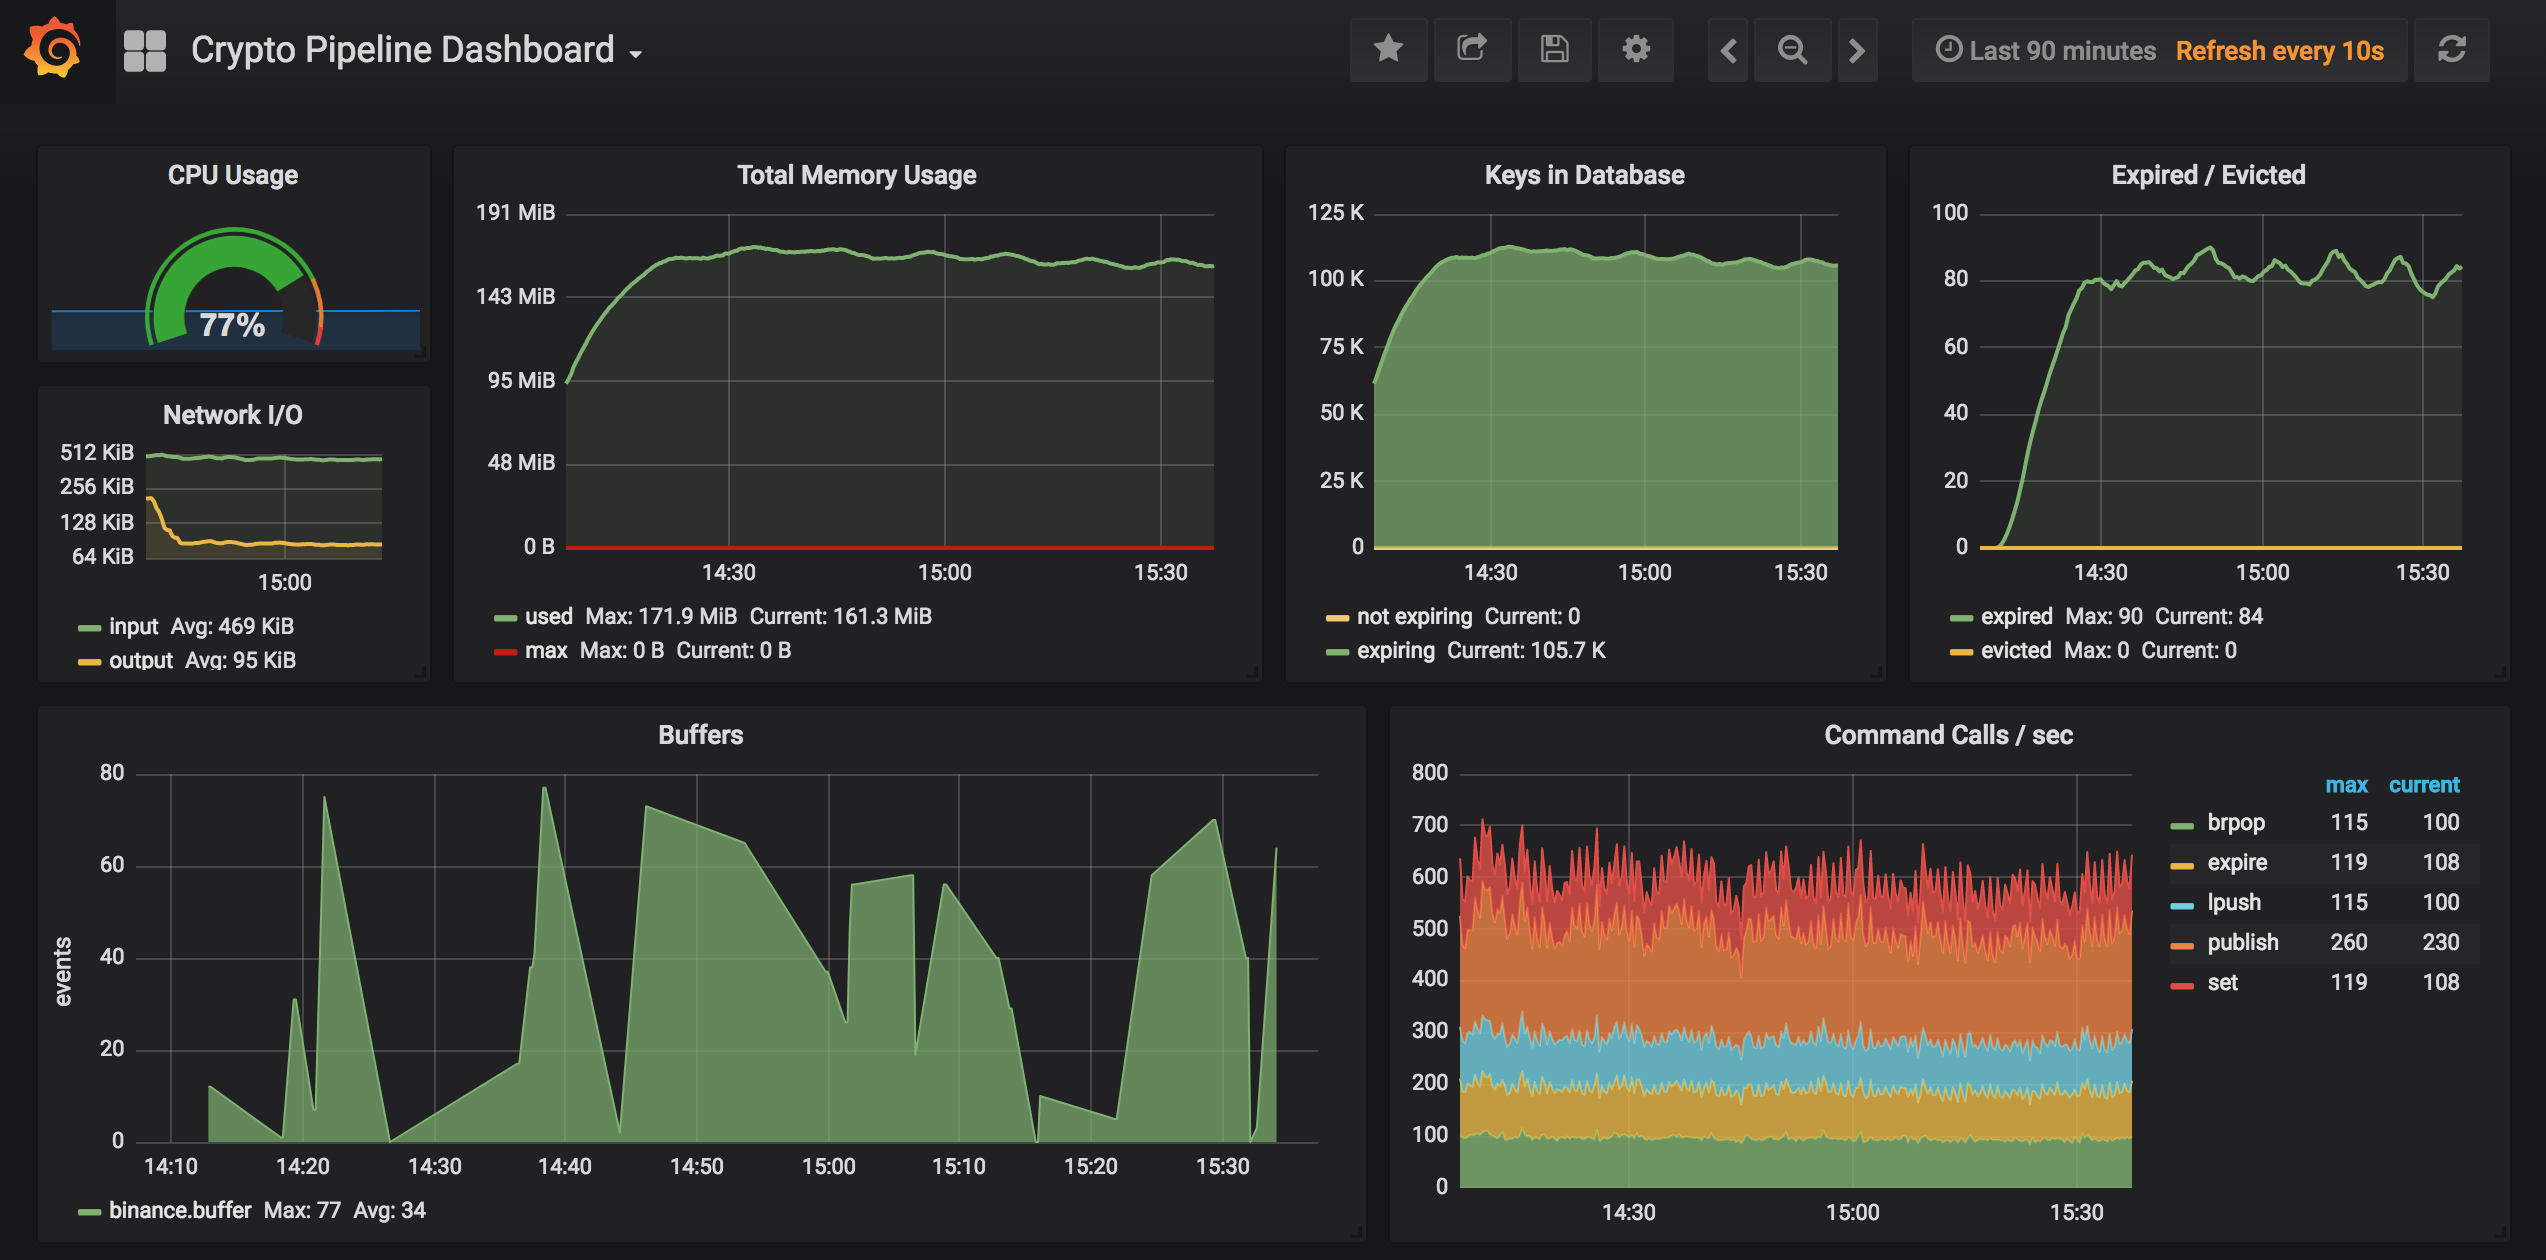 Crypto Pipeline Dashboard
Last 90 minutes Refresh every 10s
CPU Usage
77%
Network I/O
512 KiB
256 KiB
128 KiB
64 KiB
15:00
input Avg: 469 KiB
output Avg: 95 KiB
Total Memory Usage
191 MiB
143 MiB
95 MiB
48 MiB
0 B
14:30 15:00 15:30
used Max: 171.9 MiB Current: 161.3 MiB
max Max: 0 B Current: 0 B
Keys in Database
125 K
100 K
75 K
50 K
25 K
0
14:30 15:00 15:30
not expiring Current: 0
expiring Current: 105.7 K
Expired / Evicted
100
80
60
40
20
0
14:30 15:00 15:30
expired Max: 90 Current: 84
evicted Max: 0 Current: 0
Buffers
events
80
60
40
20
0
14:10 14:20 14:30 14:40 14:50 15:00 15:10 15:20 15:30
binance.buffer Max: 77 Avg: 34
Command Calls / sec
800
700
600
500
400
300
200
100
0
14:30 15:00 15:30
max current
brpop 115 100
expire 119 108
lpush 115 100
publish 260 230
set 119 108